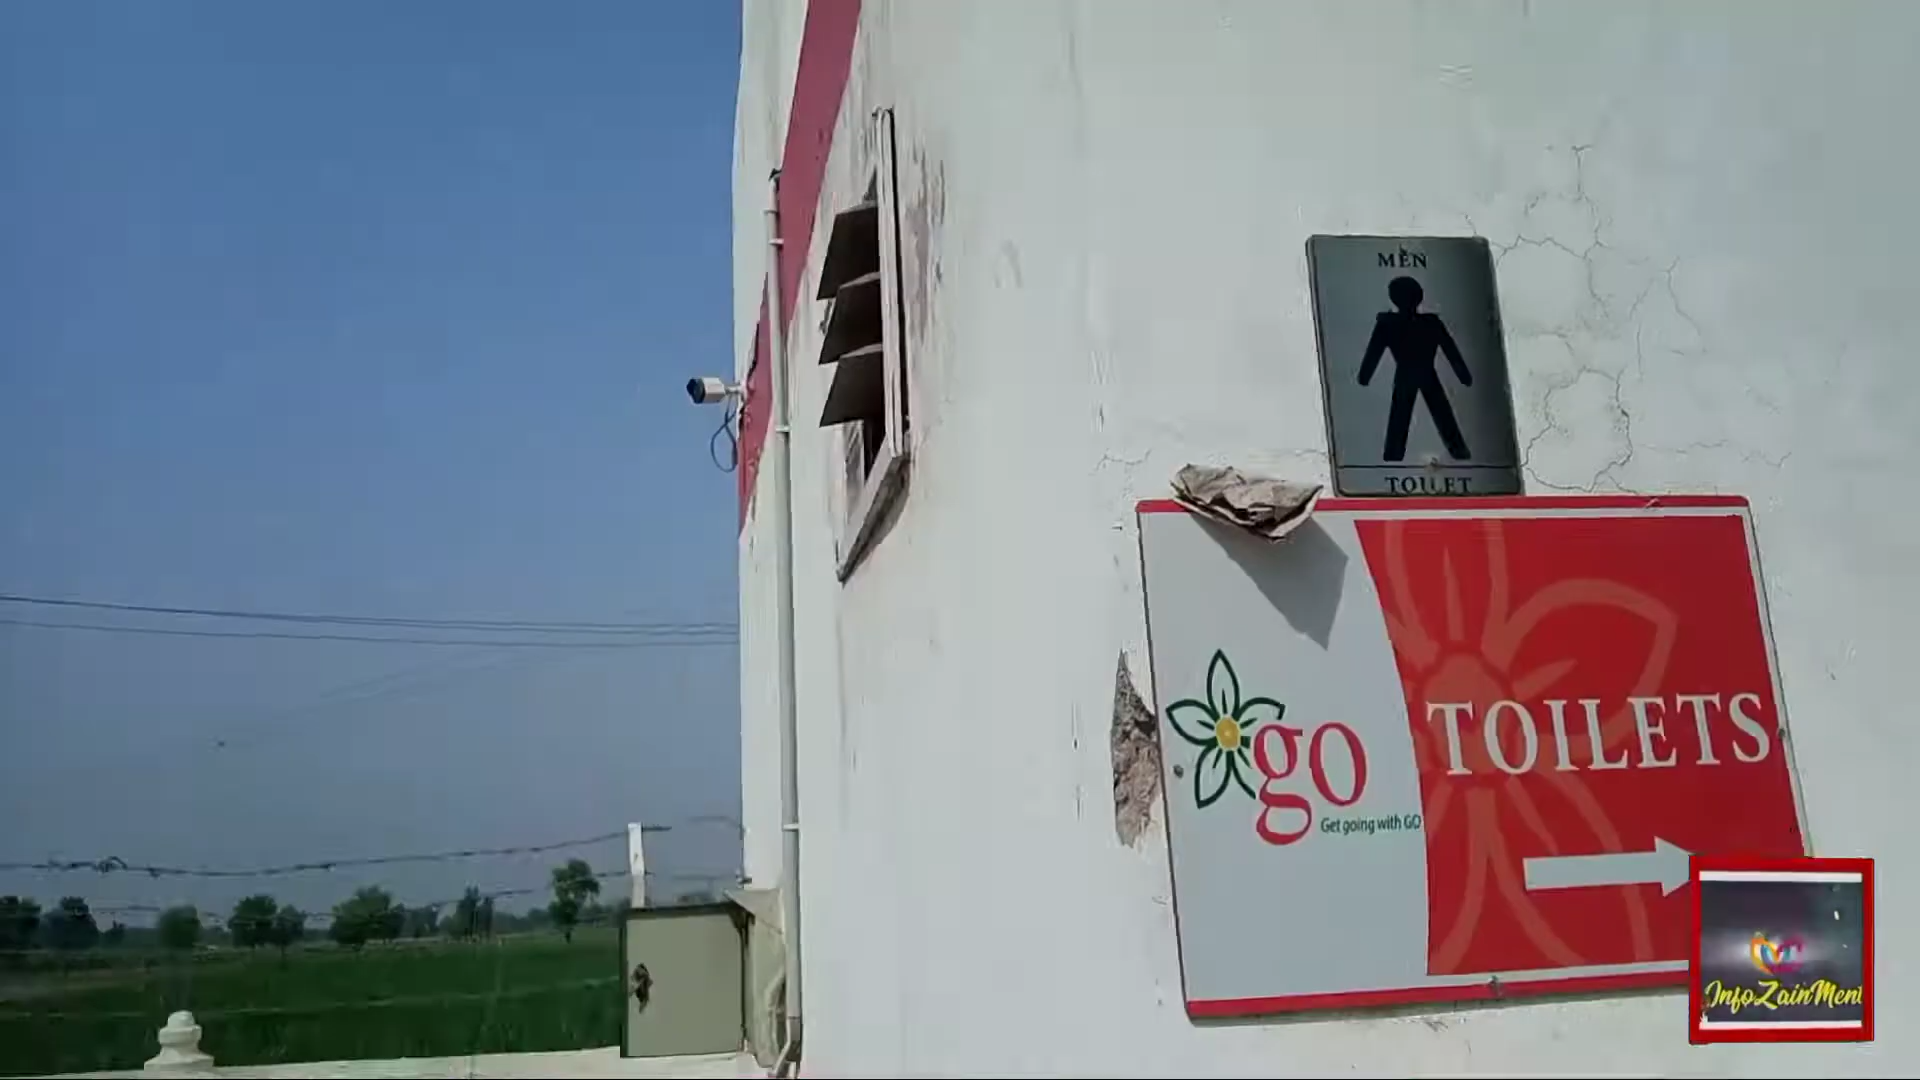 MEN
TOILET
go
Get going with GO
TOILETS
InfoZainMent